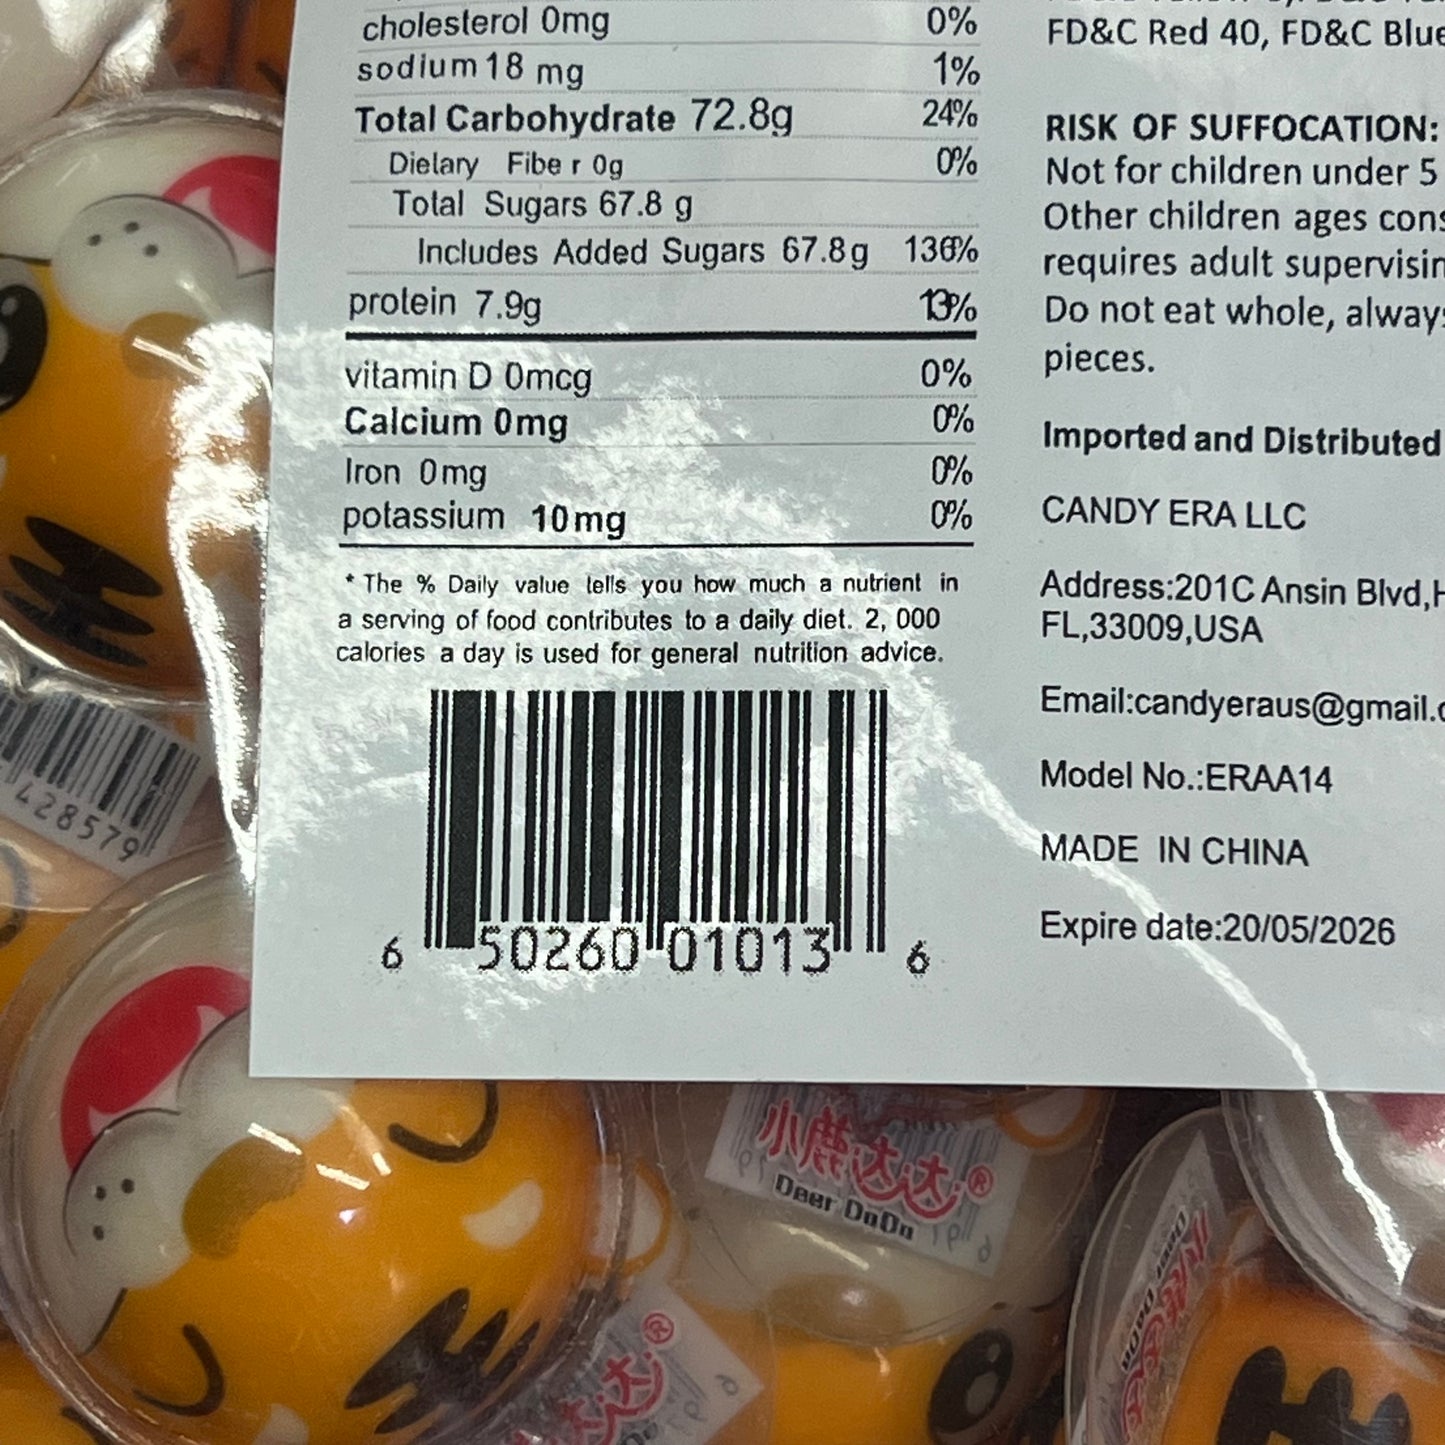 cholesterol 0mg 0%
sodium 18 mg 1%
Total Carbohydrate 72.8g 24%
Dielary Fibe r 0g 0%
Total Sugars 67.8 g
Includes Added Sugars 67.8g 136%
protein 7.9g 13%
vitamin D 0mcg 0%
Calcium 0mg 0%
Iron 0mg 0%
potassium 10mg 0%
* The % Daily value tells you how much a nutrient in
a serving of food contributes to a daily diet. 2, 000
calories a day is used for general nutrition advice.
6 50260 01013 6
FD&C Red 40, FD&C Blue
RISK OF SUFFOCATION:
Not for children under 5
Other children ages cons
requires adult supervisin
Do not eat whole, always
pieces.
Imported and Distributed
CANDY ERA LLC
Address:201C Ansin Blvd,H
FL,33009,USA
Email:candyeraus@gmail.c
Model No.:ERAA14
MADE IN CHINA
Expire date:20/05/2026
428579
小鹿达达®
Deer DaDa
达®